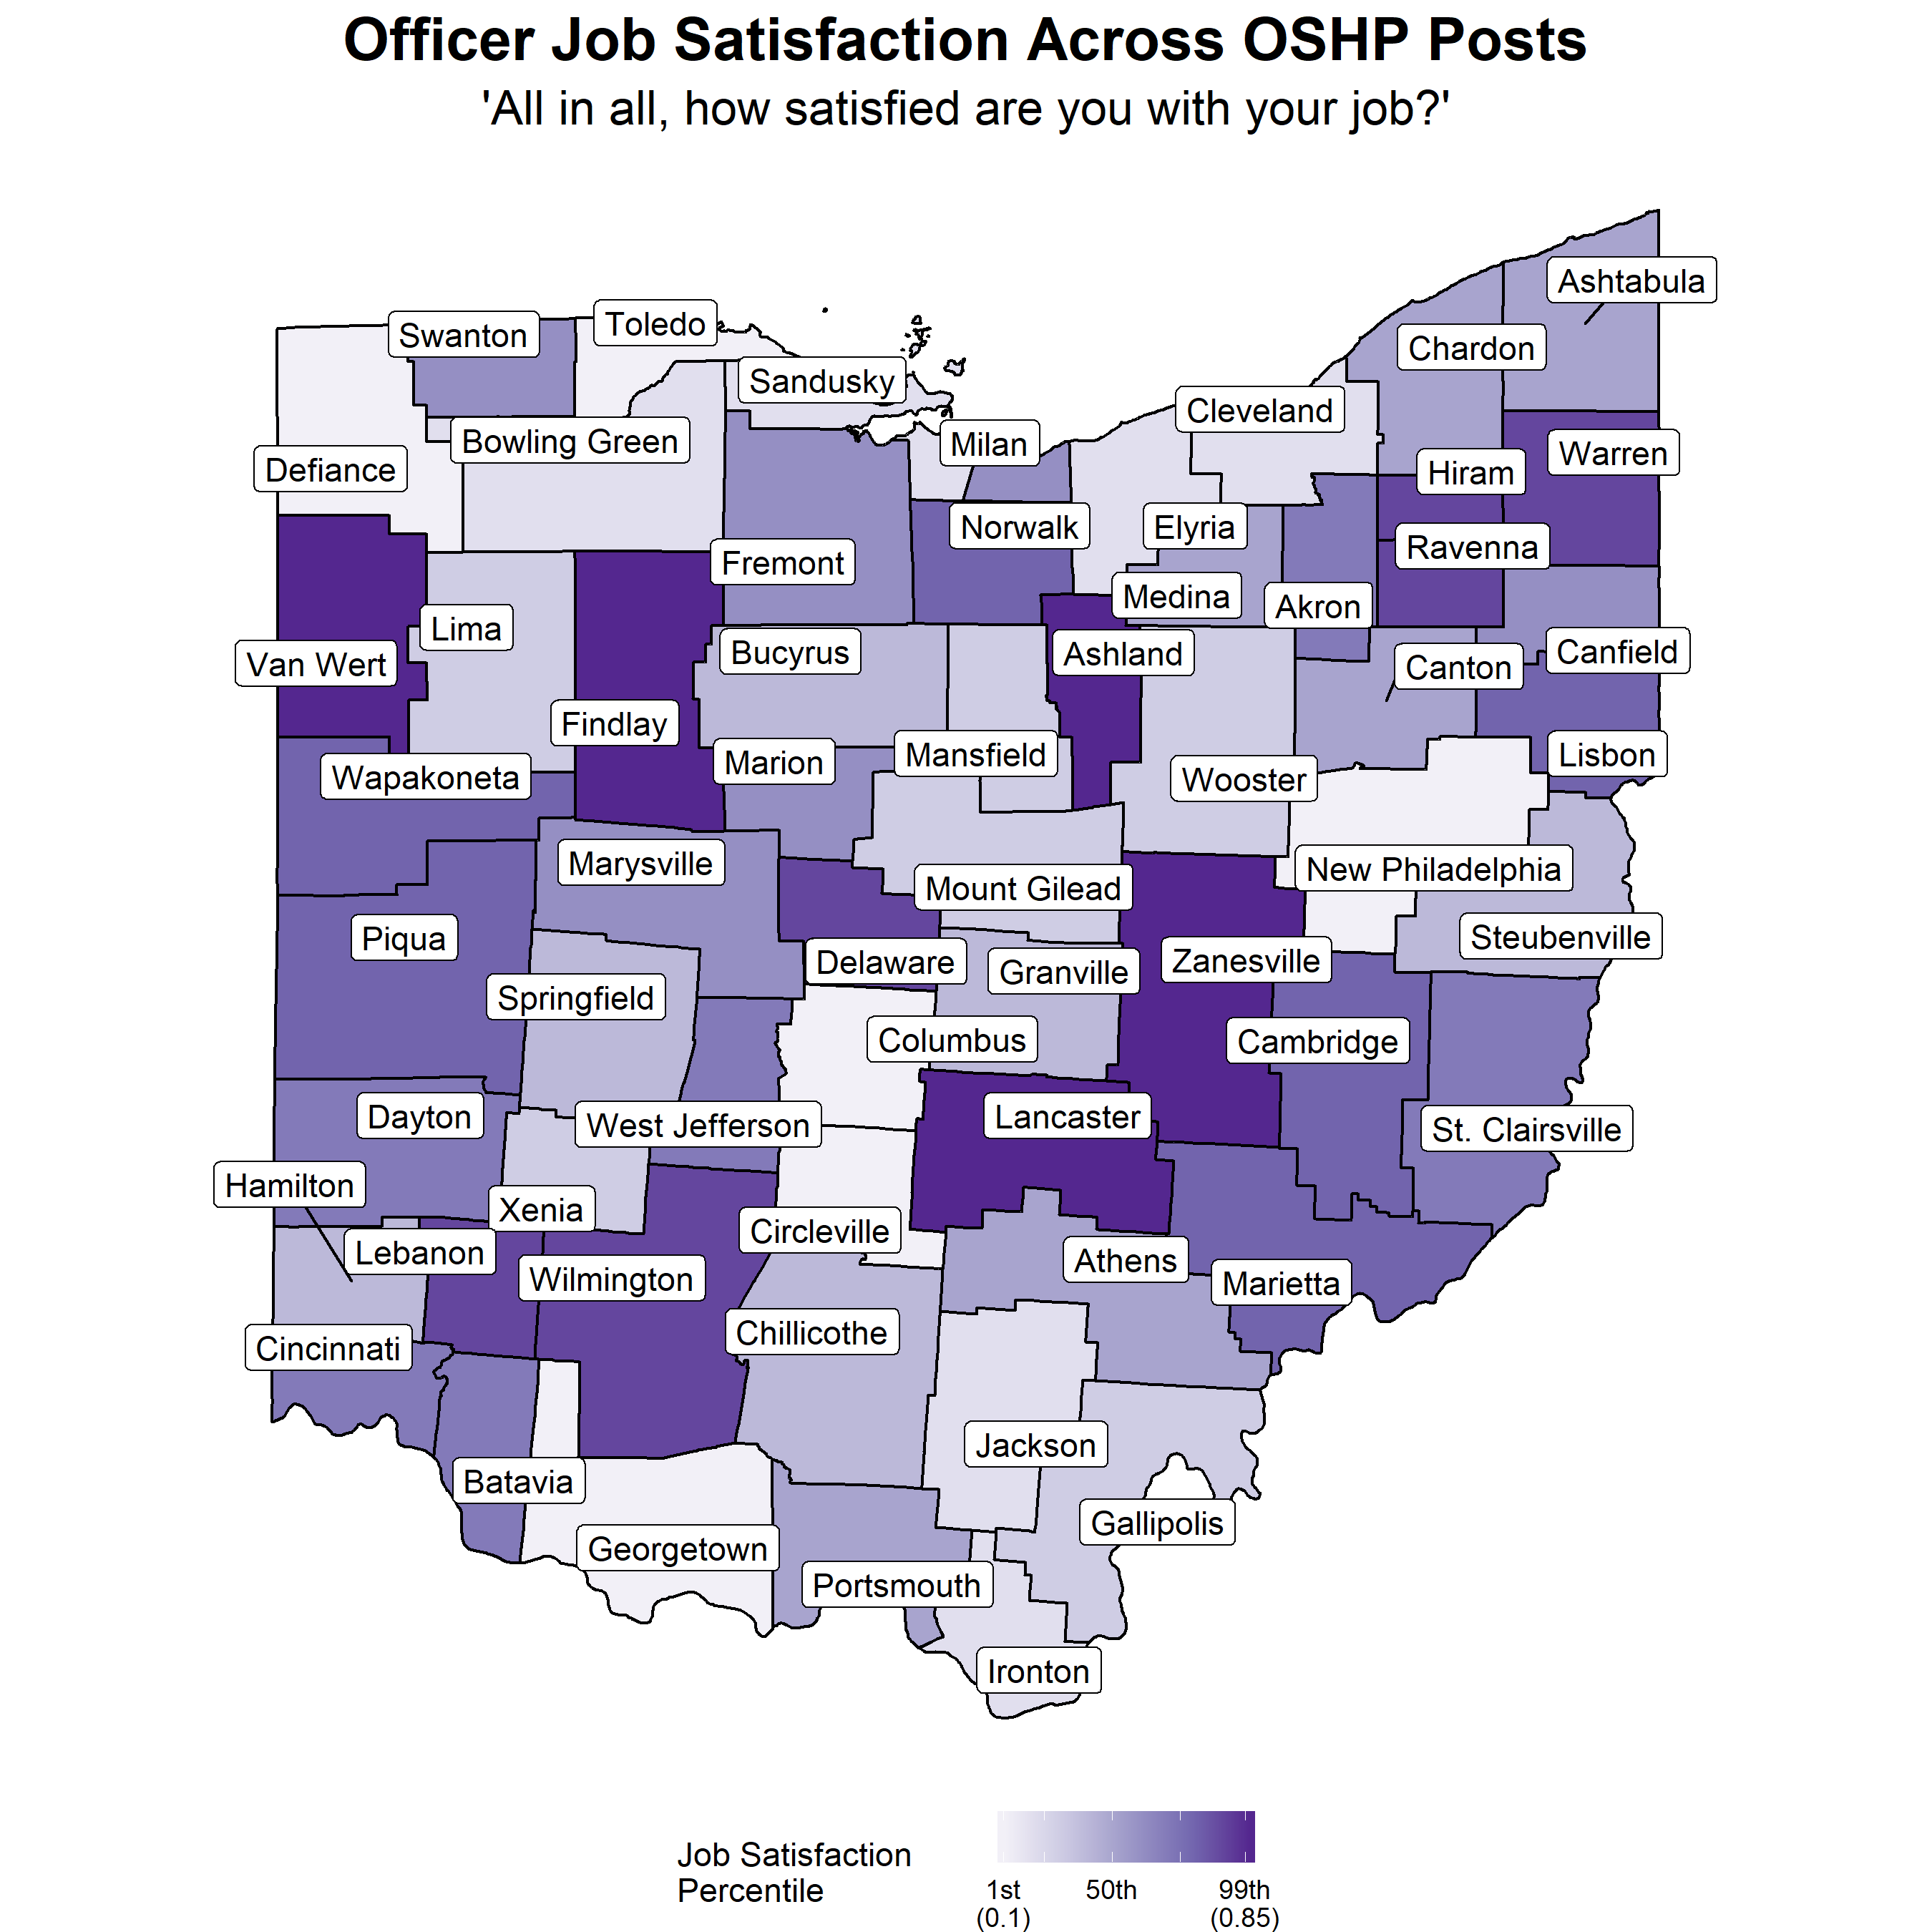 Officer Job Satisfaction Across OSHP Posts
'All in all, how satisfied are you with your job?'
Ashtabula
Swanton
Toledo
Chardon
Sandusky
Cleveland
Bowling Green
Milan
Warren
Defiance
Hiram
Norwalk
Elyria
Ravenna
Fremont
Medina
Akron
Lima
Bucyrus
Ashland
Canfield
Van Wert
Canton
Findlay
Mansfield
Lisbon
Marion
Wapakoneta
Wooster
Marysville
New Philadelphia
Mount Gilead
Piqua
Steubenville
Delaware
Zanesville
Granville
Springfield
Columbus
Cambridge
Dayton
Lancaster
West Jefferson
St. Clairsville
Hamilton
Xenia
Circleville
Lebanon
Athens
Wilmington
Marietta
Chillicothe
Cincinnati
Jackson
Batavia
Gallipolis
Georgetown
Portsmouth
Ironton
Job Satisfaction
Percentile
1st 50th 99th
(0.1) (0.85)